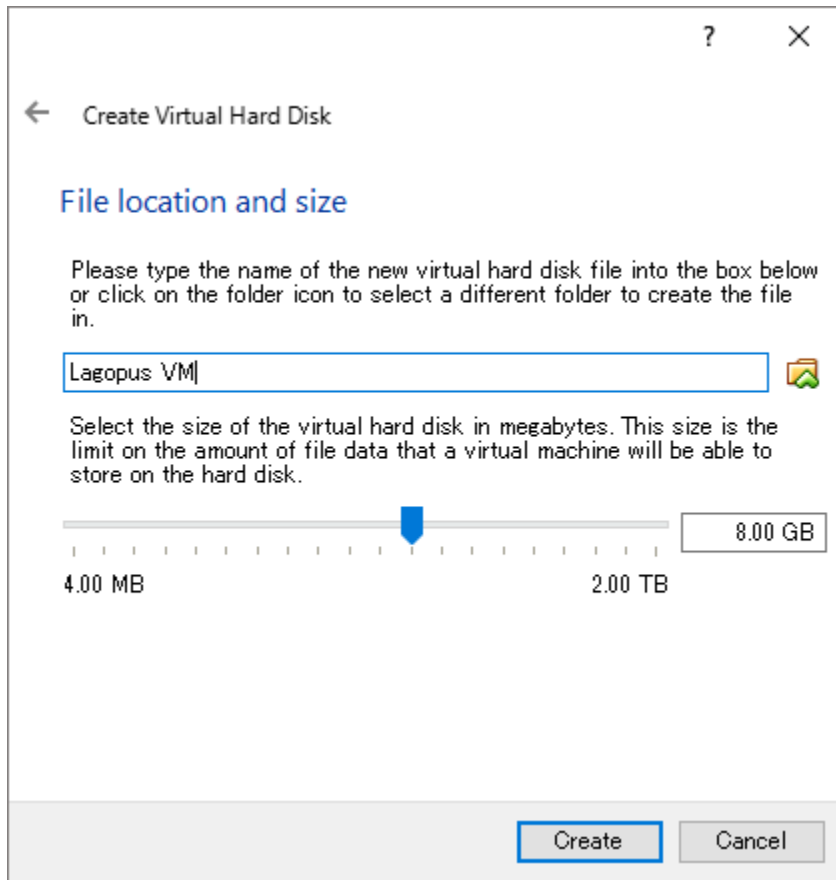 ?
Create Virtual Hard Disk
File location and size
Please type the name of the new virtual hard disk file into the box below
or click on the folder icon to select a different folder to create the file
in.
Lagopus VM
Select the size of the virtual hard disk in megabytes. This size is the
limit on the amount of file data that a virtual machine will be able to
store on the hard disk.
8.00 GB
4.00 MB 2.00 TB
Create Cancel